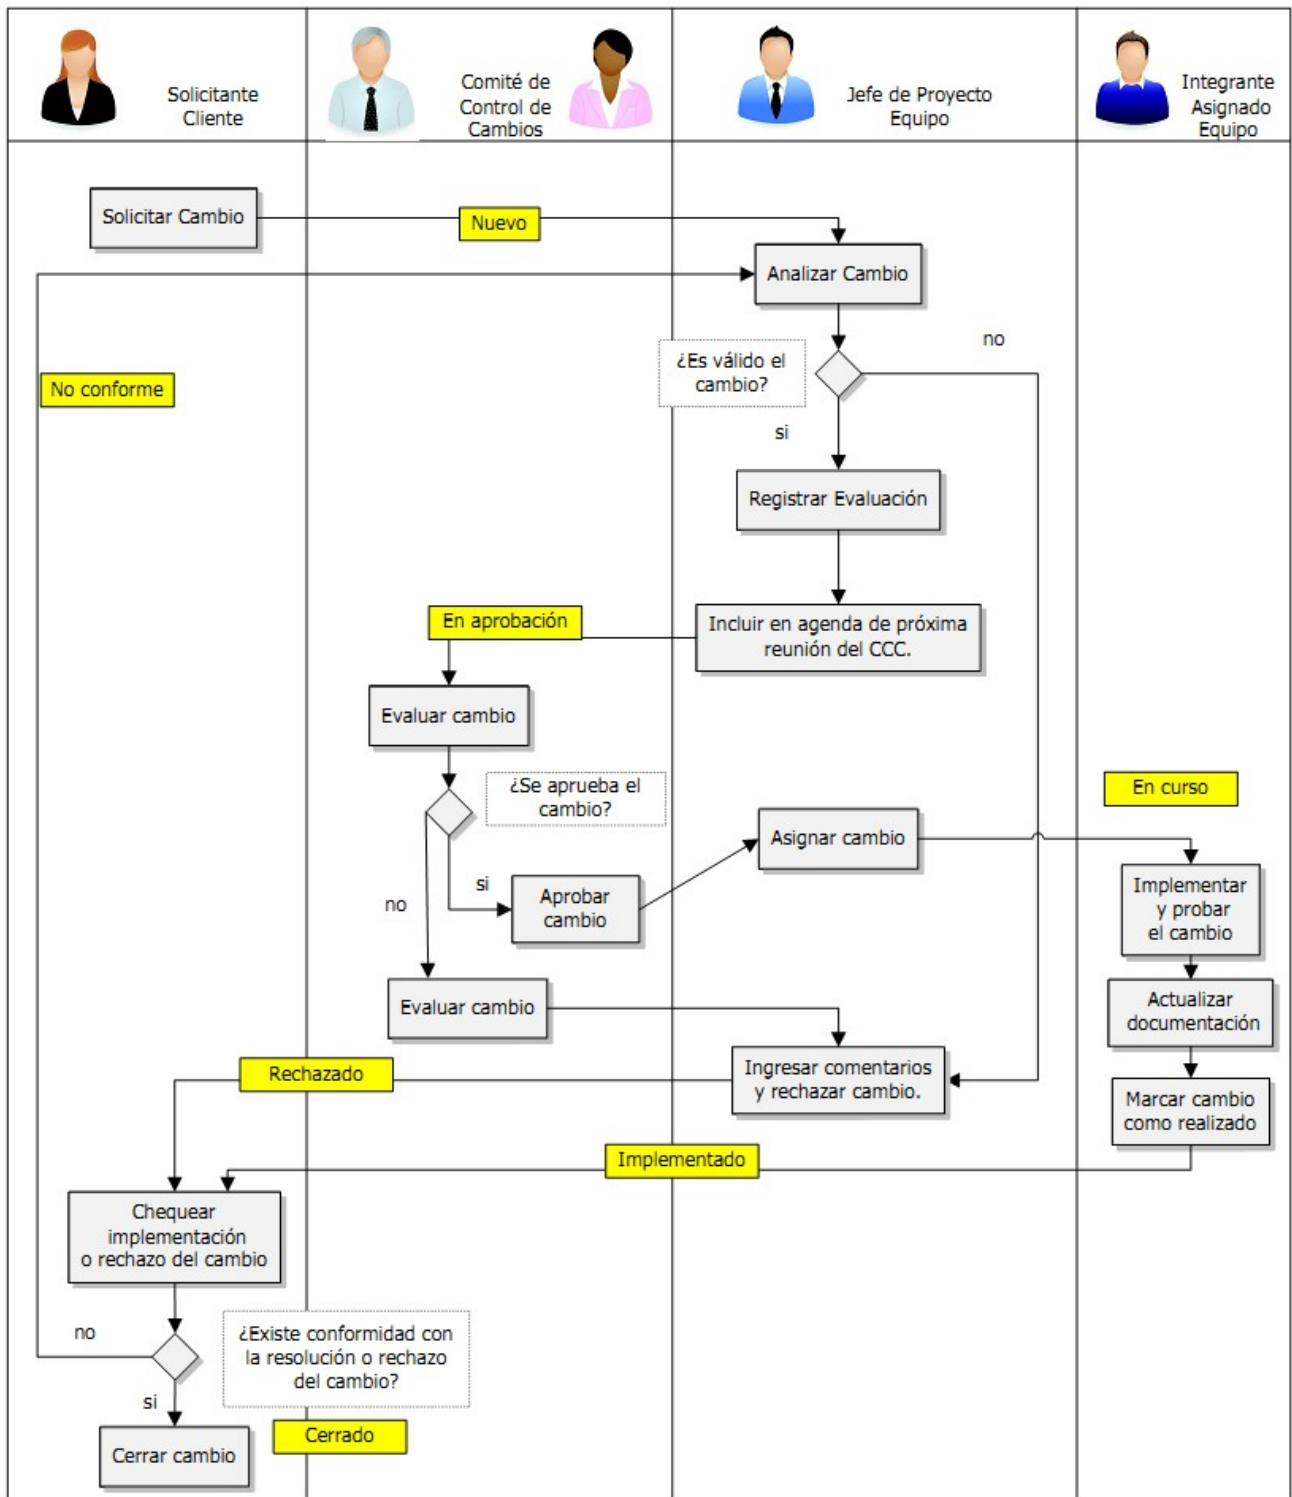 Solicitante
Cliente
Comité de
Control de
Cambios
Jefe de Proyecto
Equipo
Integrante
Asignado
Equipo
Solicitar Cambio
Nuevo
Analizar Cambio
no
¿Es válido el
cambio?
No conforme
si
Registrar Evaluación
En aprobación
Incluir en agenda de próxima
reunión del CCC.
Evaluar cambio
¿Se aprueba el
cambio?
En curso
Asignar cambio
si
no
Aprobar
cambio
Implementar
y probar
el cambio
Evaluar cambio
Actualizar
documentación
Rechazado
Ingresar comentarios
y rechazar cambio.
Marcar cambio
como realizado
Implementado
Chequear
implementación
o rechazo del cambio
no
¿Existe conformidad con
la resolución o rechazo
del cambio?
si
Cerrado
Cerrar cambio